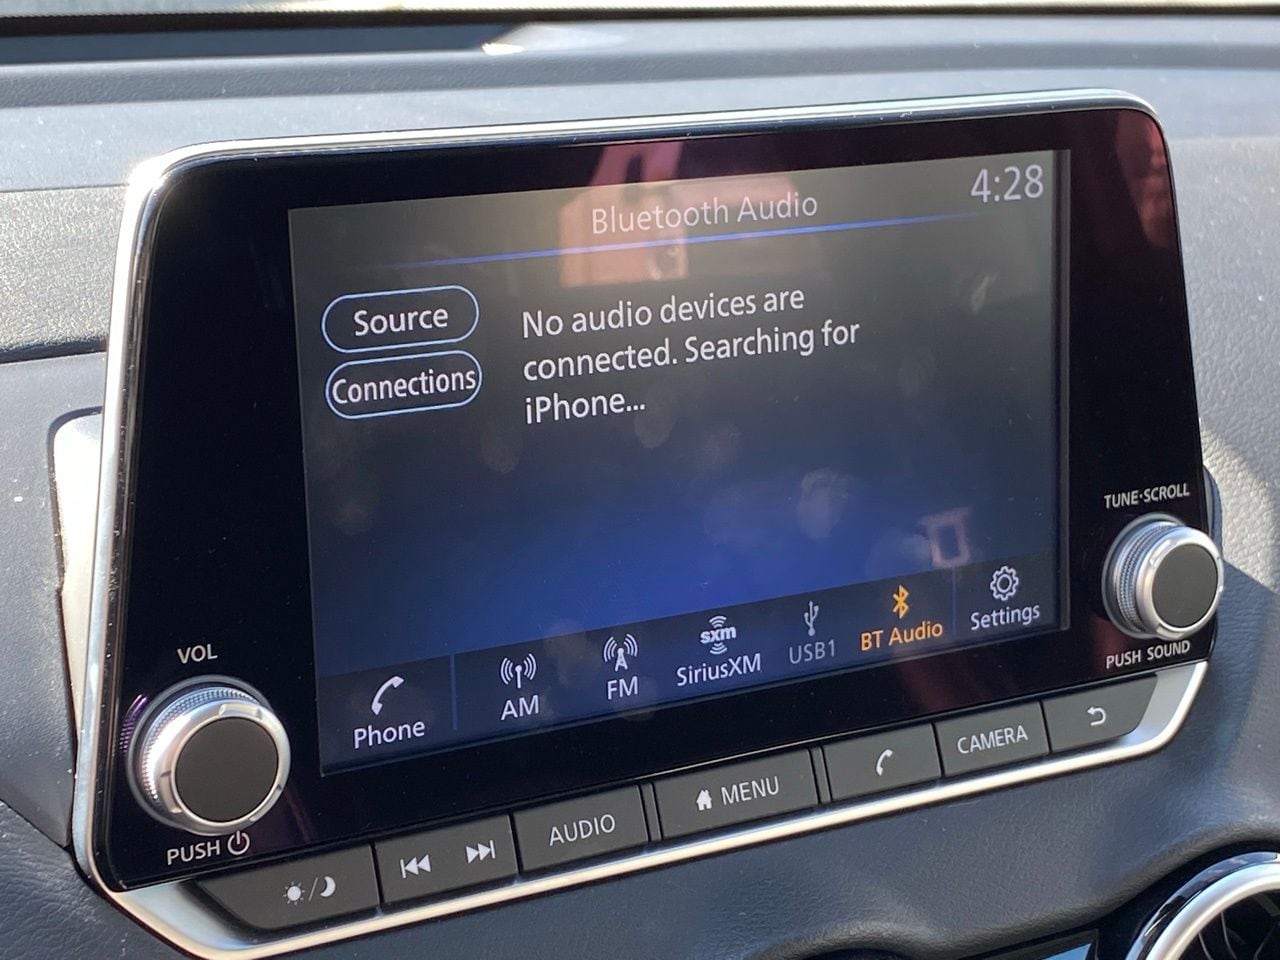 Bluetooth Audio
4:28
Source
Connections
No audio devices are
connected. Searching for
iPhone...
Phone
AM
FM
sxm
SiriusXM
USB1
BT Audio
Settings
VOL
PUSH
TUNE·SCROLL
PUSH SOUND
AUDIO
MENU
CAMERA